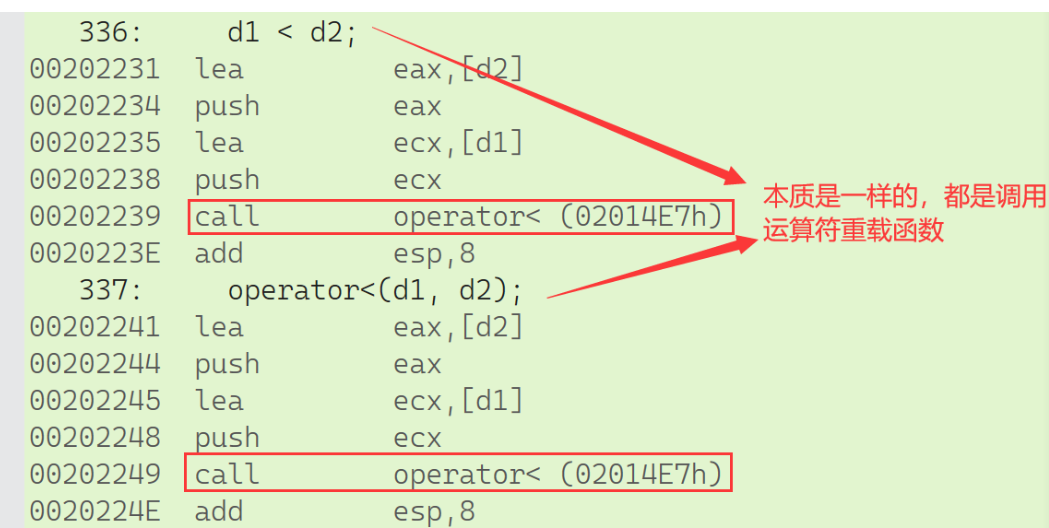 336: d1 < d2;
00202231 lea eax,[d2]
00202234 push eax
00202235 lea ecx,[d1]
00202238 push ecx
00202239 call operator< (02014E7h)
0020223E add esp,8
337: operator<(d1, d2);
00202241 lea eax,[d2]
00202244 push eax
00202245 lea ecx,[d1]
00202248 push ecx
00202249 call operator< (02014E7h)
0020224E add esp,8
本质是一样的，都是调用
运算符重载函数